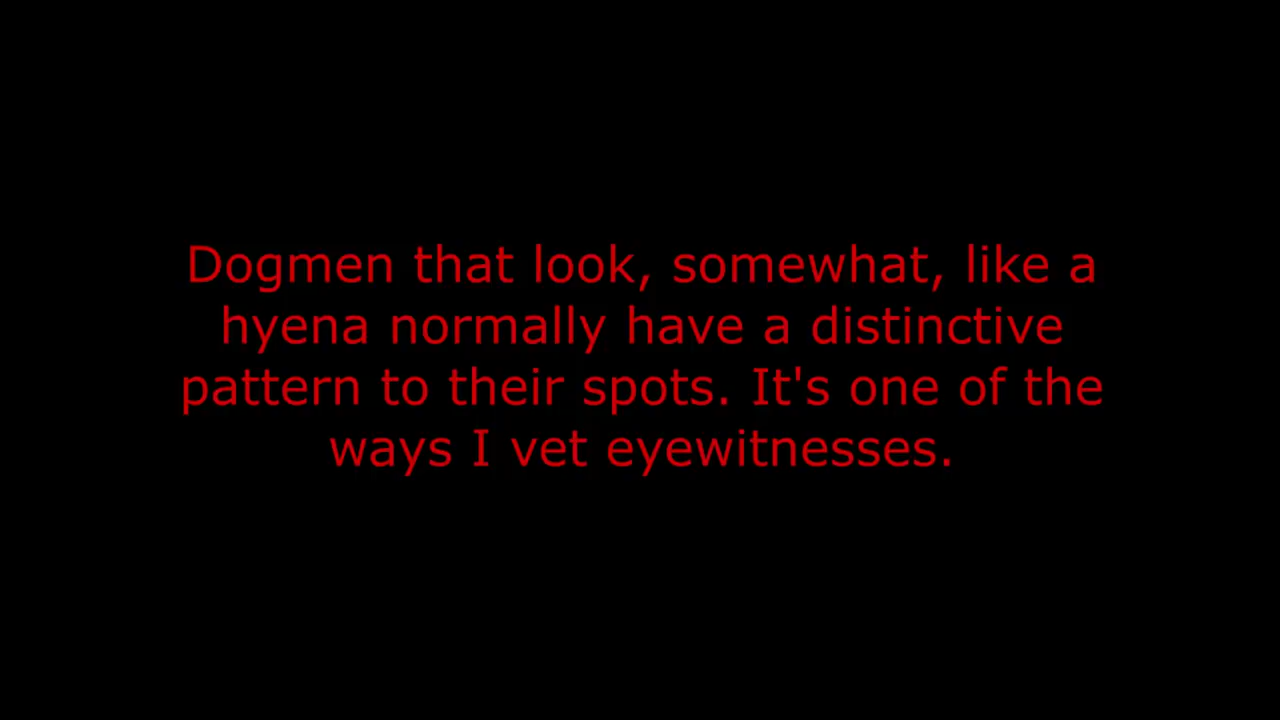 Dogmen that look, somewhat, like a
hyena normally have a distinctive
pattern to their spots. It's one of the
ways I vet eyewitnesses.